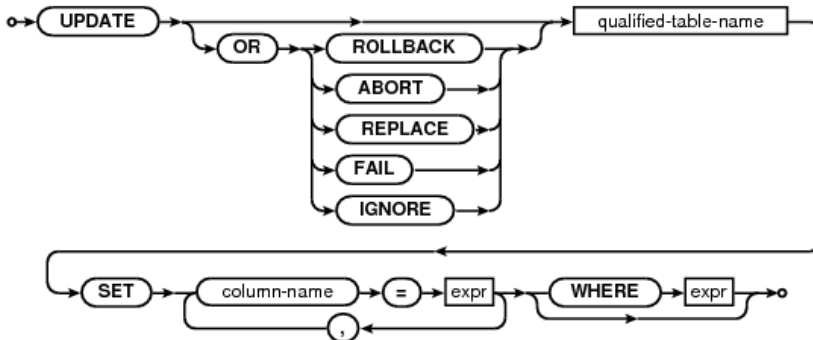 UPDATE
OR
ROLLBACK
qualified-table-name
ABORT
REPLACE
FAIL
IGNORE
SET
column-name
=
expr
WHERE
expr
,